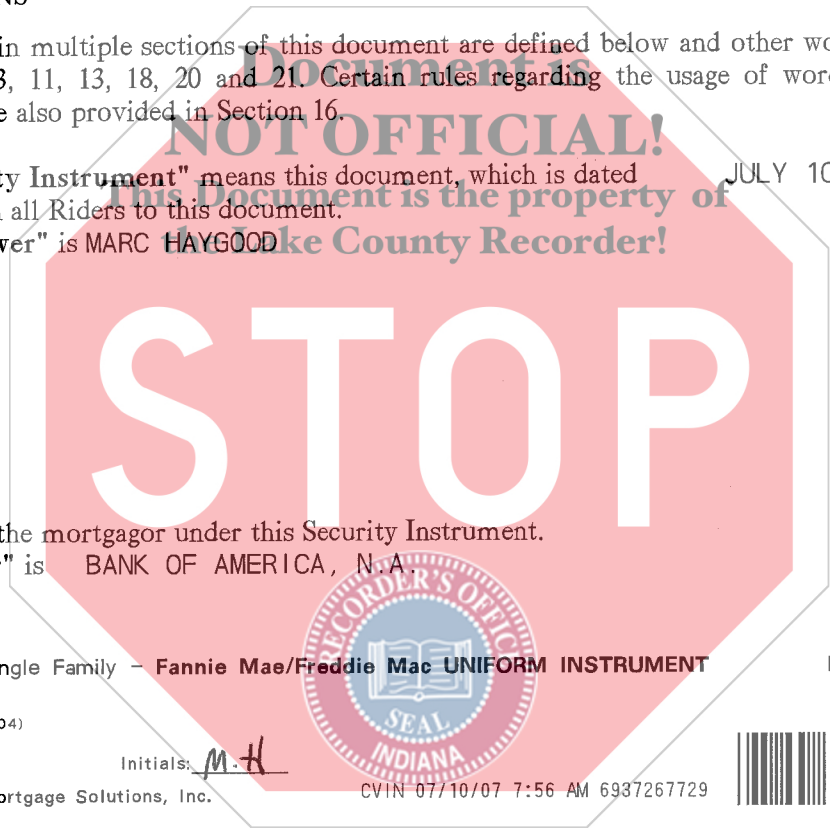 NS
in multiple sections of this document are defined below and other wo
3, 11, 13, 18, 20 and 21. Certain rules regarding the usage of wor
e also provided in Section 16.
Document is
NOT OFFICIAL!
This Document is the property of
the Lake County Recorder!
ty Instrument" means this document, which is dated JULY 10
all Riders to this document.
wer" is MARC HAYGOOD
STOP
the mortgagor under this Security Instrument.
" is BANK OF AMERICA, N.A.
RECORDER'S OFFICE
SEAL
INDIANA
ngle Family – Fannie Mae/Freddie Mac UNIFORM INSTRUMENT
04)
Initials: M.H
ortgage Solutions, Inc.
CVIN 07/10/07 7:56 AM 6937267729